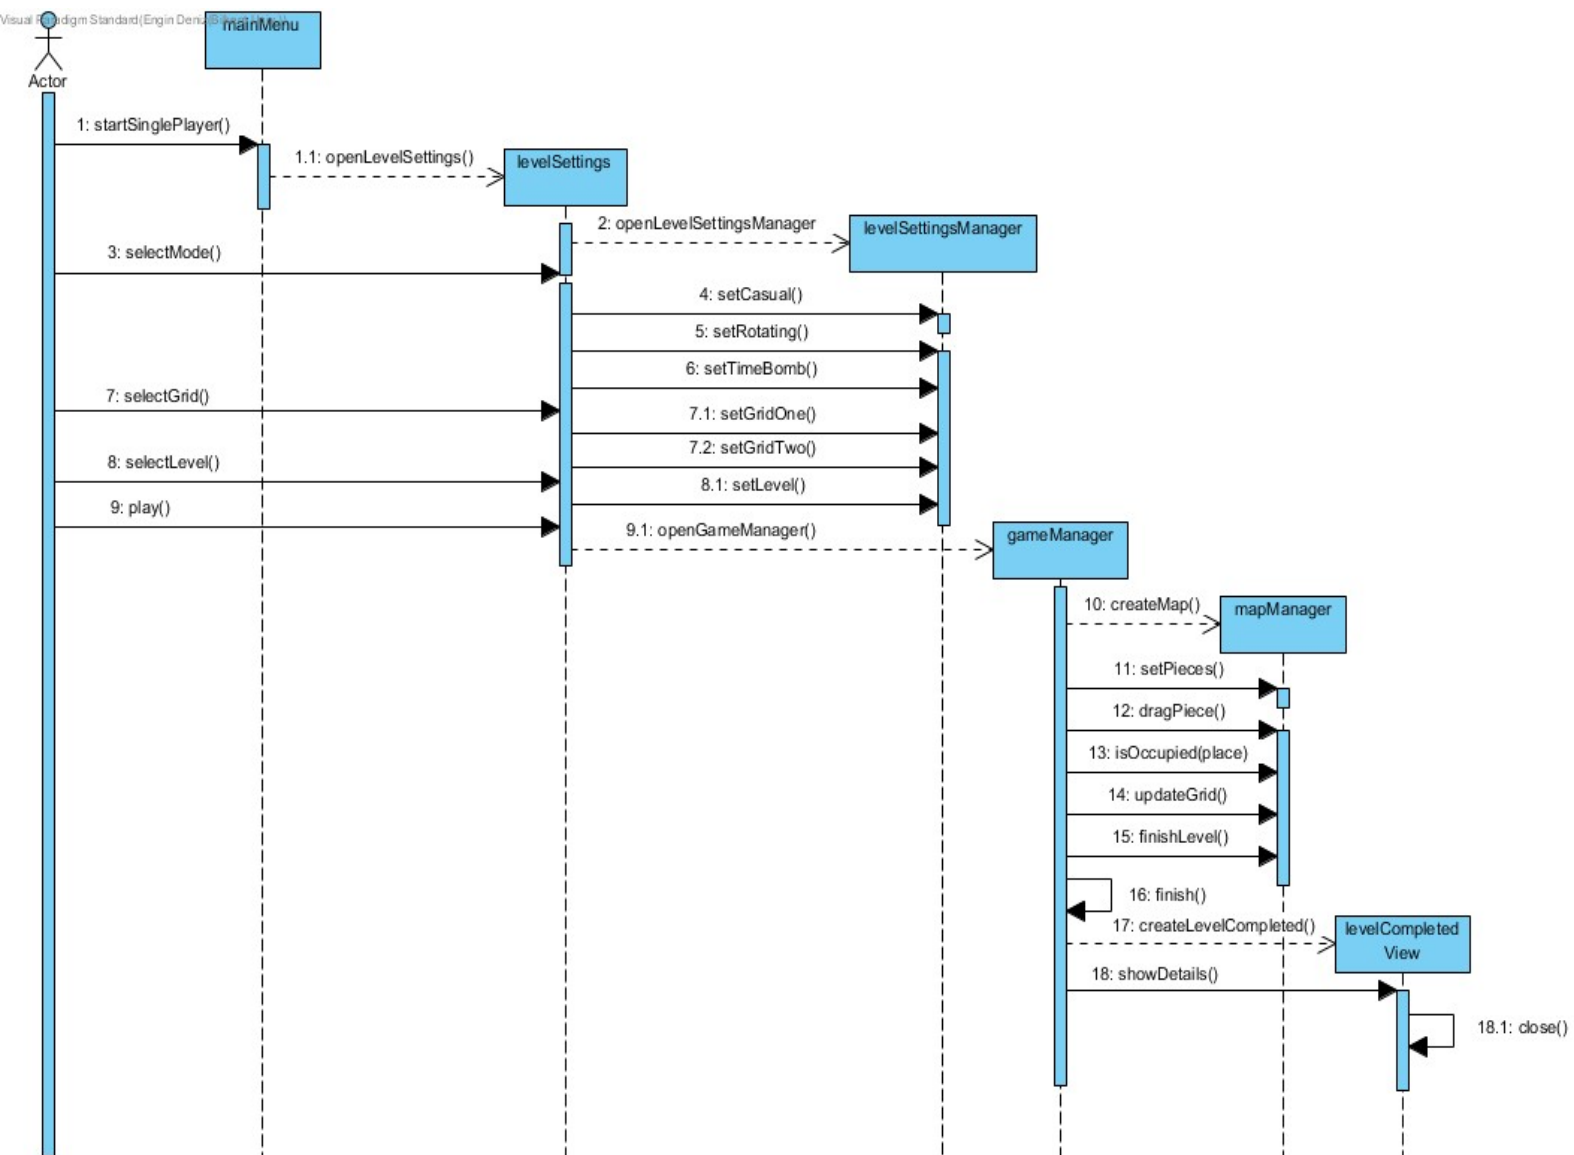 Visual Paradigm Standard(Engin Deniz
mainMenu
Actor
1: startSinglePlayer()
1.1: openLevelSettings()
levelSettings
2: openLevelSettingsManager
levelSettingsManager
3: selectMode()
4: setCasual()
5: setRotating()
6: setTimeBomb()
7: selectGrid()
7.1: setGridOne()
7.2: setGridTwo()
8: selectLevel()
8.1: setLevel()
9: play()
9.1: openGameManager()
gameManager
10: createMap()
mapManager
11: setPieces()
12: dragPiece()
13: isOccupied(place)
14: updateGrid()
15: finishLevel()
16: finish()
17: createLevelCompleted()
levelCompleted
View
18: showDetails()
18.1: close()